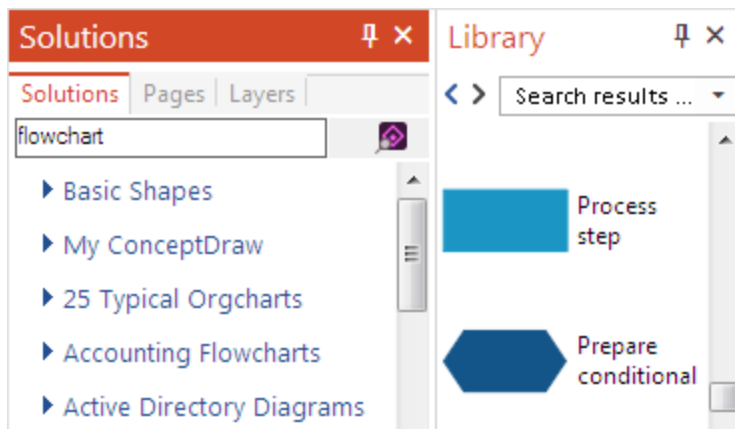 Solutions
Solutions Pages Layers
flowchart
Basic Shapes
My ConceptDraw
25 Typical Orgcharts
Accounting Flowcharts
Active Directory Diagrams
Library
Search results ...
Process
step
Prepare
conditional